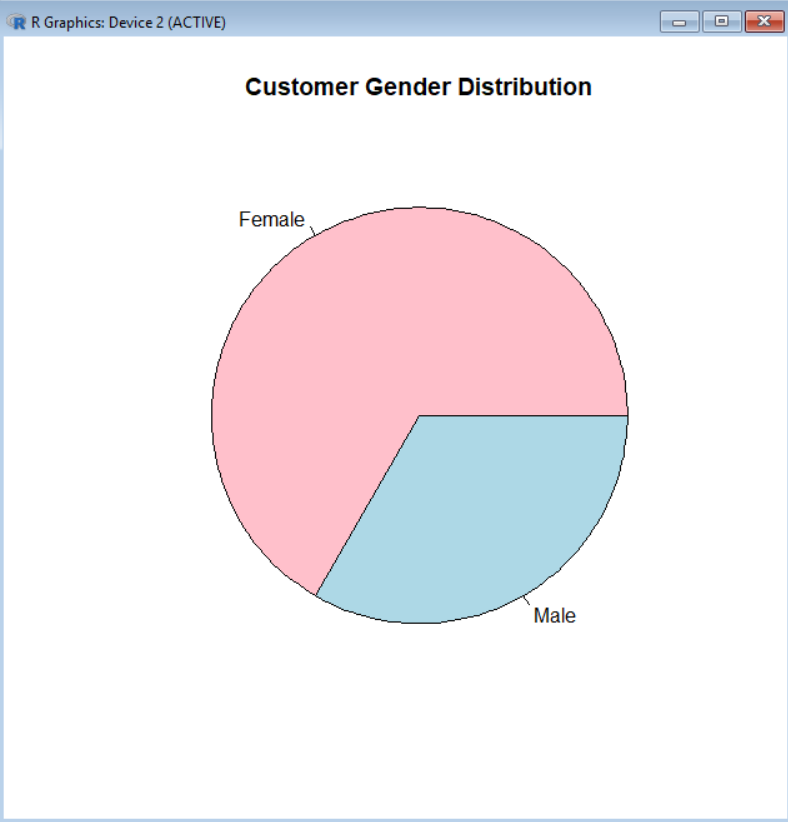 R Graphics: Device 2 (ACTIVE)
Customer Gender Distribution
Female
Male